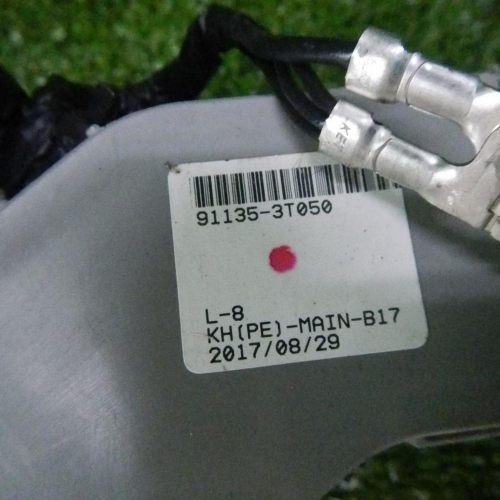 91135-3T050
L-8
KH(PE)-MAIN-B17
2017/08/29